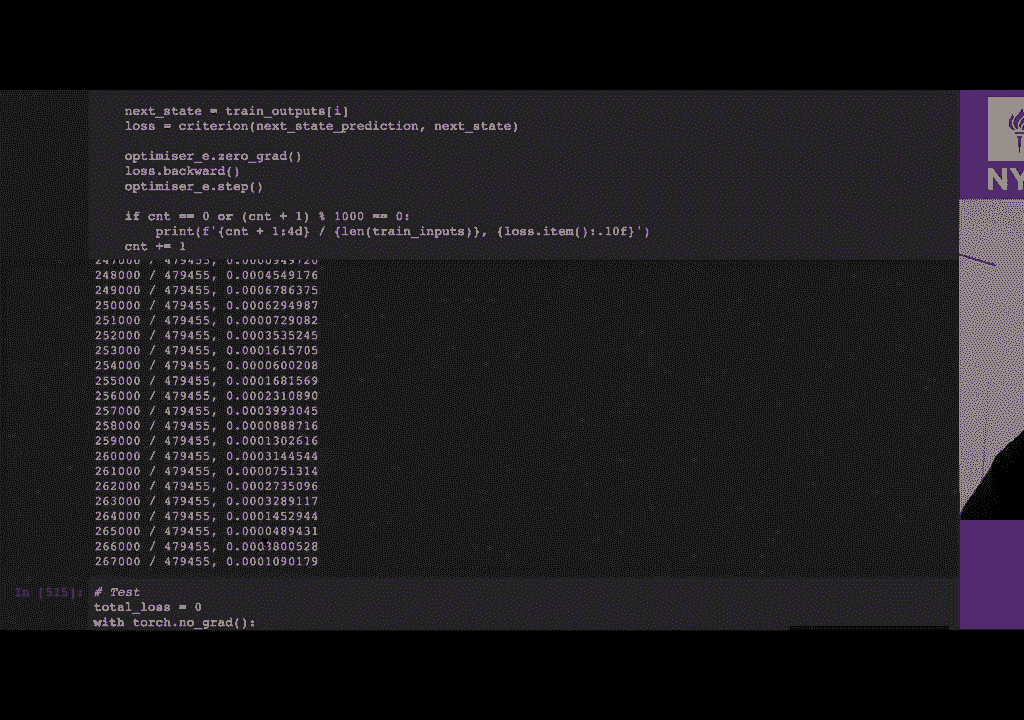 next_state = train_outputs[i]
loss = criterion(next_state_prediction, next_state)
optimiser_e.zero_grad()
loss.backward()
optimiser_e.step()
if cnt == 0 or (cnt + 1) % 1000 == 0:
print(f'{cnt + 1:4d} / {len(train_inputs)}, {loss.item():.10f}')
cnt += 1
247000 / 479455, 0.0000949720
248000 / 479455, 0.0004549176
249000 / 479455, 0.0006786375
250000 / 479455, 0.0006294987
251000 / 479455, 0.0000729082
252000 / 479455, 0.0003535245
253000 / 479455, 0.0001615705
254000 / 479455, 0.0000600208
255000 / 479455, 0.0001681569
256000 / 479455, 0.0002310890
257000 / 479455, 0.0003993045
258000 / 479455, 0.0000888716
259000 / 479455, 0.0001302616
260000 / 479455, 0.0003144544
261000 / 479455, 0.0000751314
262000 / 479455, 0.0002735096
263000 / 479455, 0.0003289117
264000 / 479455, 0.0001452944
265000 / 479455, 0.0000489431
266000 / 479455, 0.0003800528
267000 / 479455, 0.0001090179
In [515]: # Test
total_loss = 0
with torch.no_grad():
NY